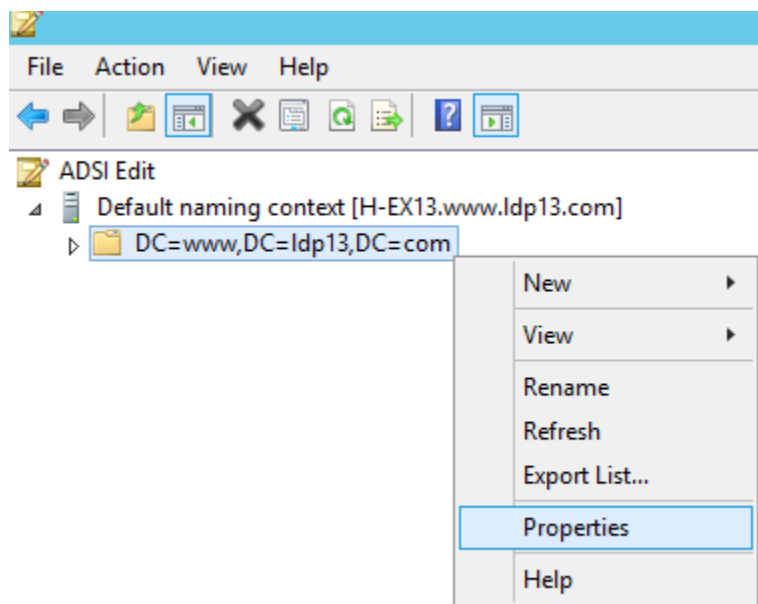 File Action View Help
ADSI Edit
Default naming context [H-EX13.www.ldp13.com]
DC=www,DC=ldp13,DC=com
New
View
Rename
Refresh
Export List...
Properties
Help